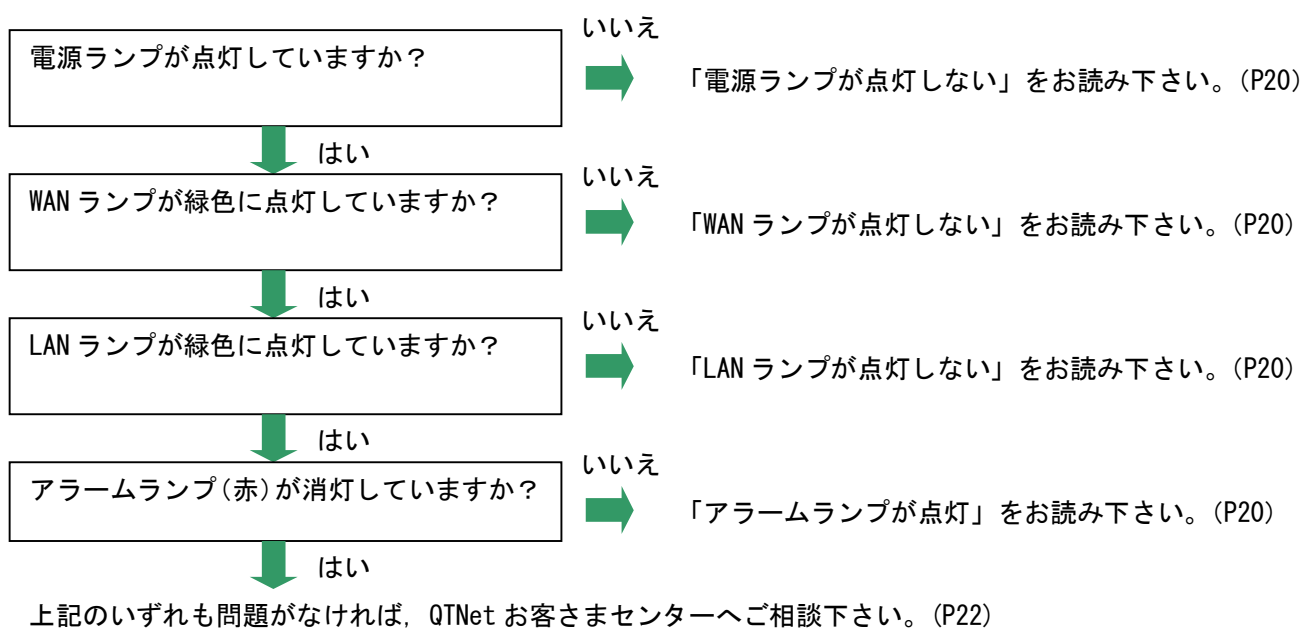 いいえ
電源ランプが点灯していますか？
「電源ランプが点灯しない」をお読み下さい。(P20)
はい
いいえ
WAN ランプが緑色に点灯していますか？
「WAN ランプが点灯しない」をお読み下さい。(P20)
はい
いいえ
LAN ランプが緑色に点灯していますか？
「LAN ランプが点灯しない」をお読み下さい。(P20)
はい
いいえ
アラームランプ(赤)が消灯していますか？
「アラームランプが点灯」をお読み下さい。(P20)
はい
上記のいずれも問題がなければ，QTNet お客さまセンターへご相談下さい。(P22)